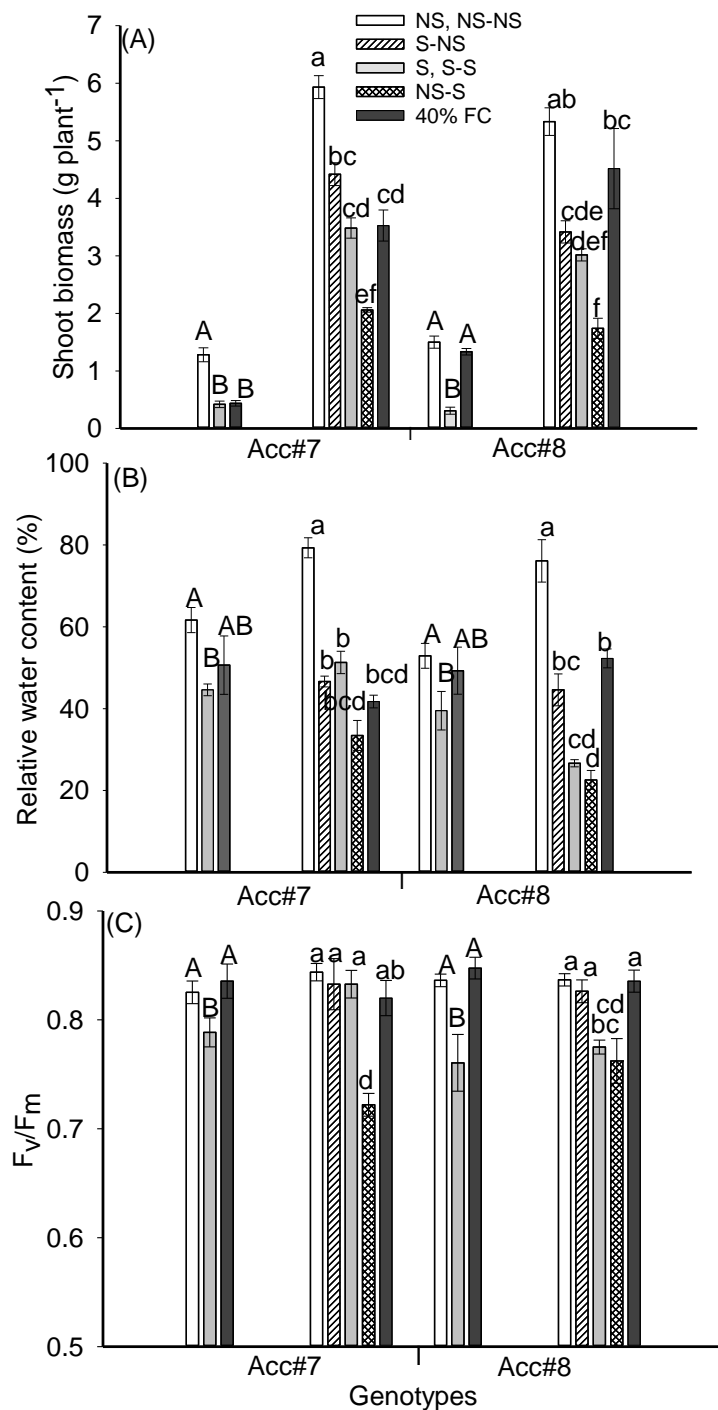 (A)
NS, NS-NS
S-NS
S, S-S
NS-S
40% FC
Shoot biomass (g plant⁻¹)
7
6
5
4
3
2
1
0
A
B
B
a
bc
cd
ef
cd
A
B
A
ab
cde
def
f
bc
Acc#7
Acc#8
(B)
Relative water content (%)
100
80
60
40
20
0
A
B
AB
a
b
b
bcd
bcd
A
B
AB
a
bc
cd
d
b
Acc#7
Acc#8
(C)
Fv/Fm
0.9
0.8
0.7
0.6
0.5
A
B
A
a
a
a
d
ab
A
B
A
a
a
bc
cd
a
Acc#7
Acc#8
Genotypes